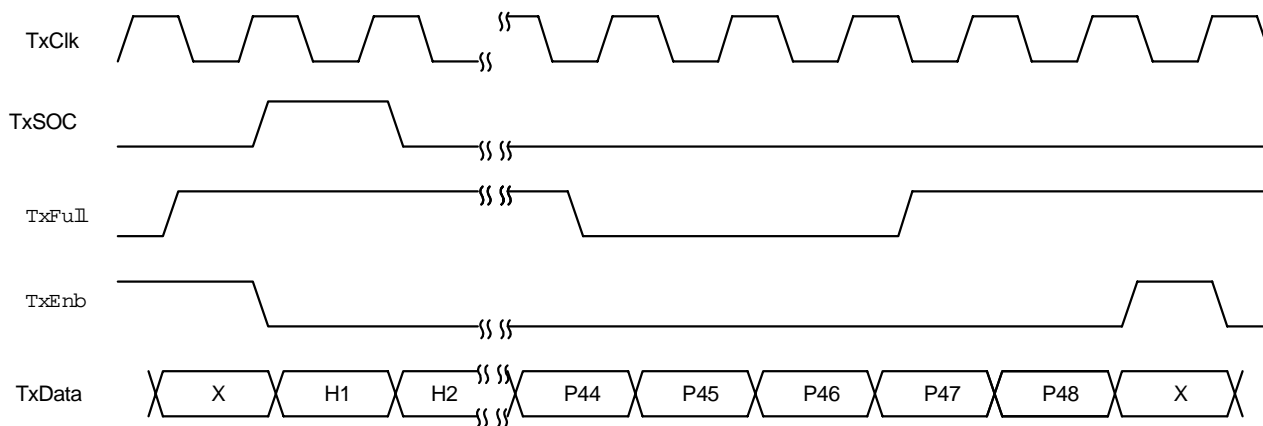 TxClk
TxSOC
TxFull
TxEnb
TxData X H1 H2 P44 P45 P46 P47 P48 X